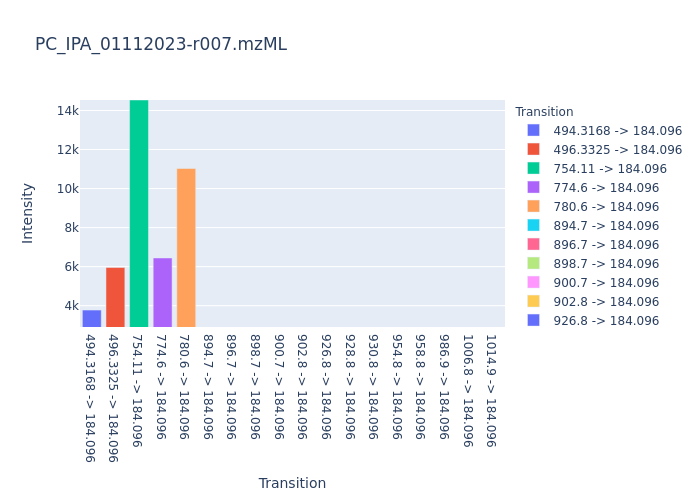 PC_IPA_01112023-r007.mzML
14k
12k
10k
8k
6k
4k
Intensity
494.3168 -> 184.096
496.3325 -> 184.096
754.11 -> 184.096
774.6 -> 184.096
780.6 -> 184.096
894.7 -> 184.096
896.7 -> 184.096
898.7 -> 184.096
900.7 -> 184.096
902.8 -> 184.096
926.8 -> 184.096
928.8 -> 184.096
930.8 -> 184.096
954.8 -> 184.096
958.8 -> 184.096
986.9 -> 184.096
1006.8 -> 184.096
1014.9 -> 184.096
Transition
Transition
494.3168 -> 184.096
496.3325 -> 184.096
754.11 -> 184.096
774.6 -> 184.096
780.6 -> 184.096
894.7 -> 184.096
896.7 -> 184.096
898.7 -> 184.096
900.7 -> 184.096
902.8 -> 184.096
926.8 -> 184.096